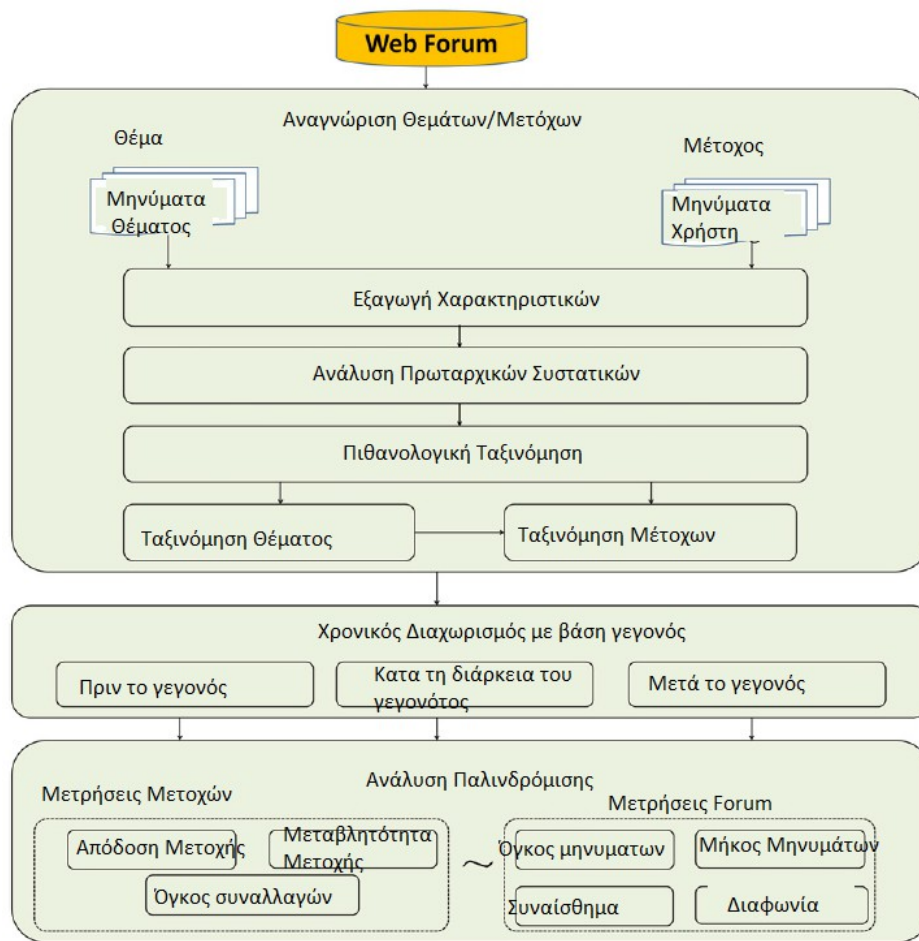 Web Forum
Αναγνώριση Θεμάτων/Μετόχων
Θέμα
Μέτοχος
Μηνύματα
Θέματος
Μηνύματα
Χρήστη
Εξαγωγή Χαρακτηριστικών
Ανάλυση Πρωταρχικών Συστατικών
Πιθανολογική Ταξινόμηση
Ταξινόμηση Θέματος
Ταξινόμηση Μέτοχων
Χρονικός Διαχωρισμός με βάση γεγονός
Πριν το γεγονός
Κατα τη διάρκεια του
γεγονότος
Μετά το γεγονός
Ανάλυση Παλινδρόμισης
Μετρήσεις Μετοχών
Μετρήσεις Forum
Απόδοση Μετοχής
Μεταβλητότητα
Μετοχής
Όγκος συναλλαγών
~
Όγκος μηνυματων
Μήκος Μηνυμάτων
Συναίσθημα
Διαφωνία